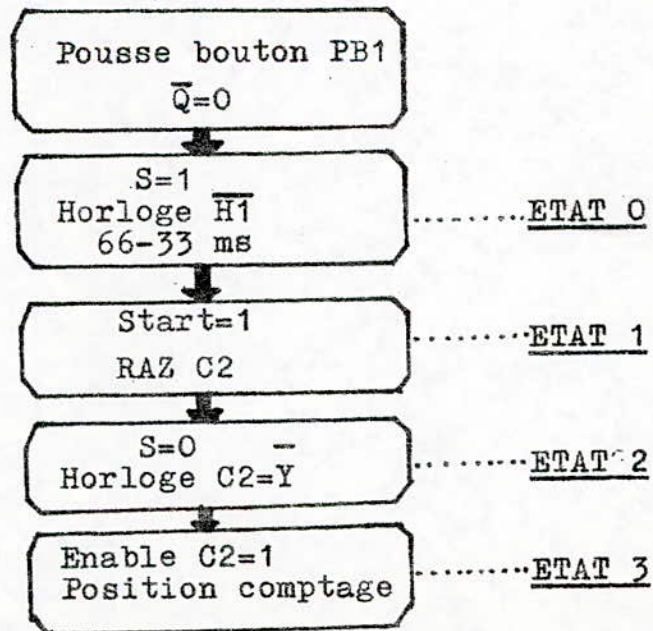 Pousse bouton PB1
Q̅=0
S=1
Horloge H̅1̅
66-33 ms
ETAT 0
Start=1
RAZ C2
ETAT 1
S=0
Horloge C2=Y̅
ETAT 2
Enable C2=1
Position comptage
ETAT 3